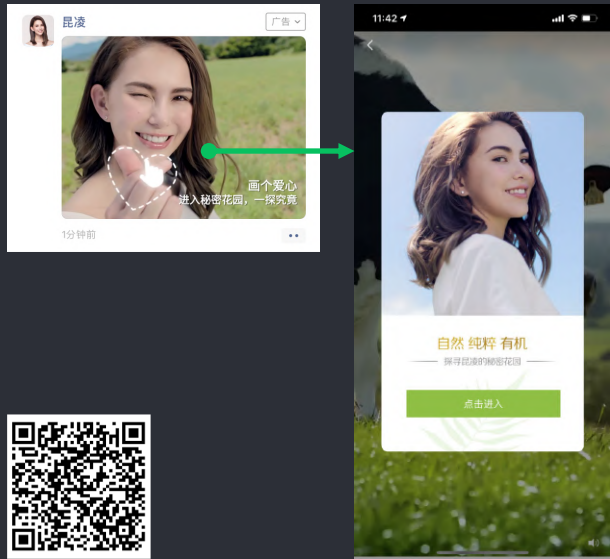 昆凌
广告
画个爱心
进入秘密花园，一探究竟
1分钟前
11:42
自然 纯粹 有机
探寻昆凌的秘密花园
点击进入